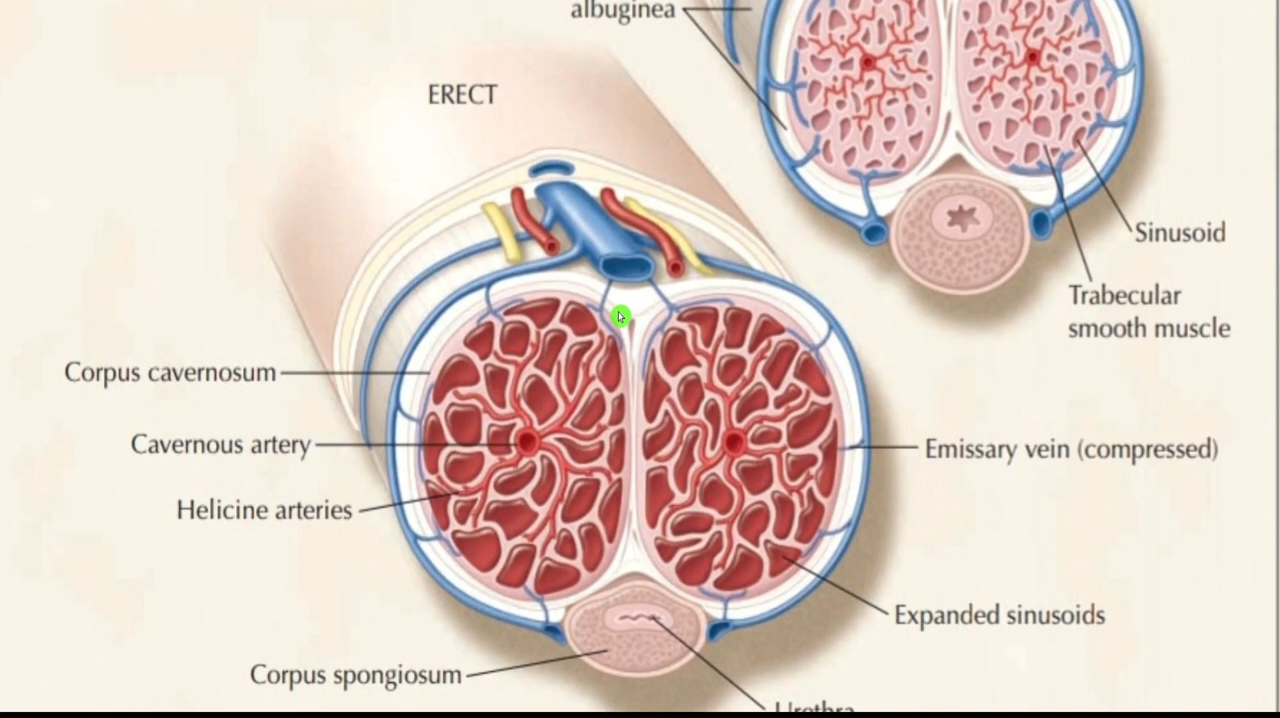 albuginea
ERECT
Sinusoid
Trabecular
smooth muscle
Corpus cavernosum
Cavernous artery
Emissary vein (compressed)
Helicine arteries
Expanded sinusoids
Corpus spongiosum
Urethra